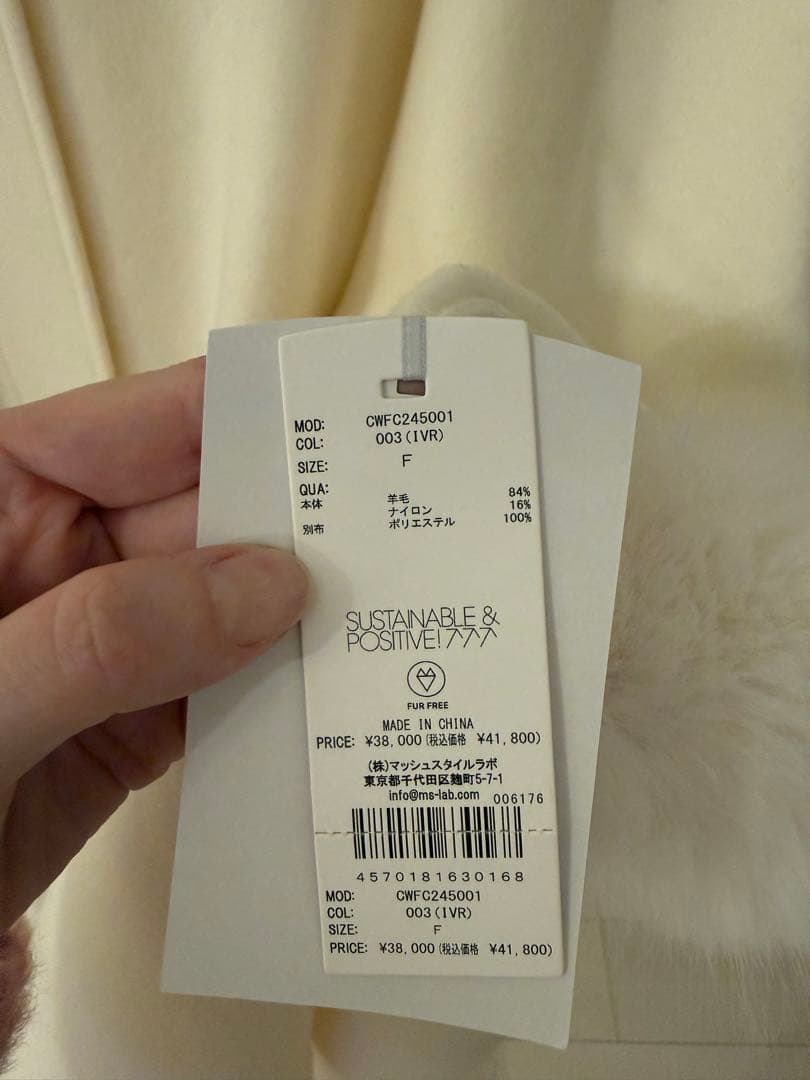 MOD: CWFC245001
COL: 003(IVR)
SIZE: F
QUA:
本体 羊毛 84%
ナイロン 16%
別布 ポリエステル 100%
SUSTAINABLE &
POSITIVE!
FUR FREE
MADE IN CHINA
PRICE: ¥38,000(税込価格 ¥41,800)
(株)マッシュスタイルラボ
東京都千代田区麹町5-7-1
info@ms-lab.com 006176
4570181630168
MOD: CWFC245001
COL: 003(IVR)
SIZE: F
PRICE: ¥38,000(税込価格 ¥41,800)